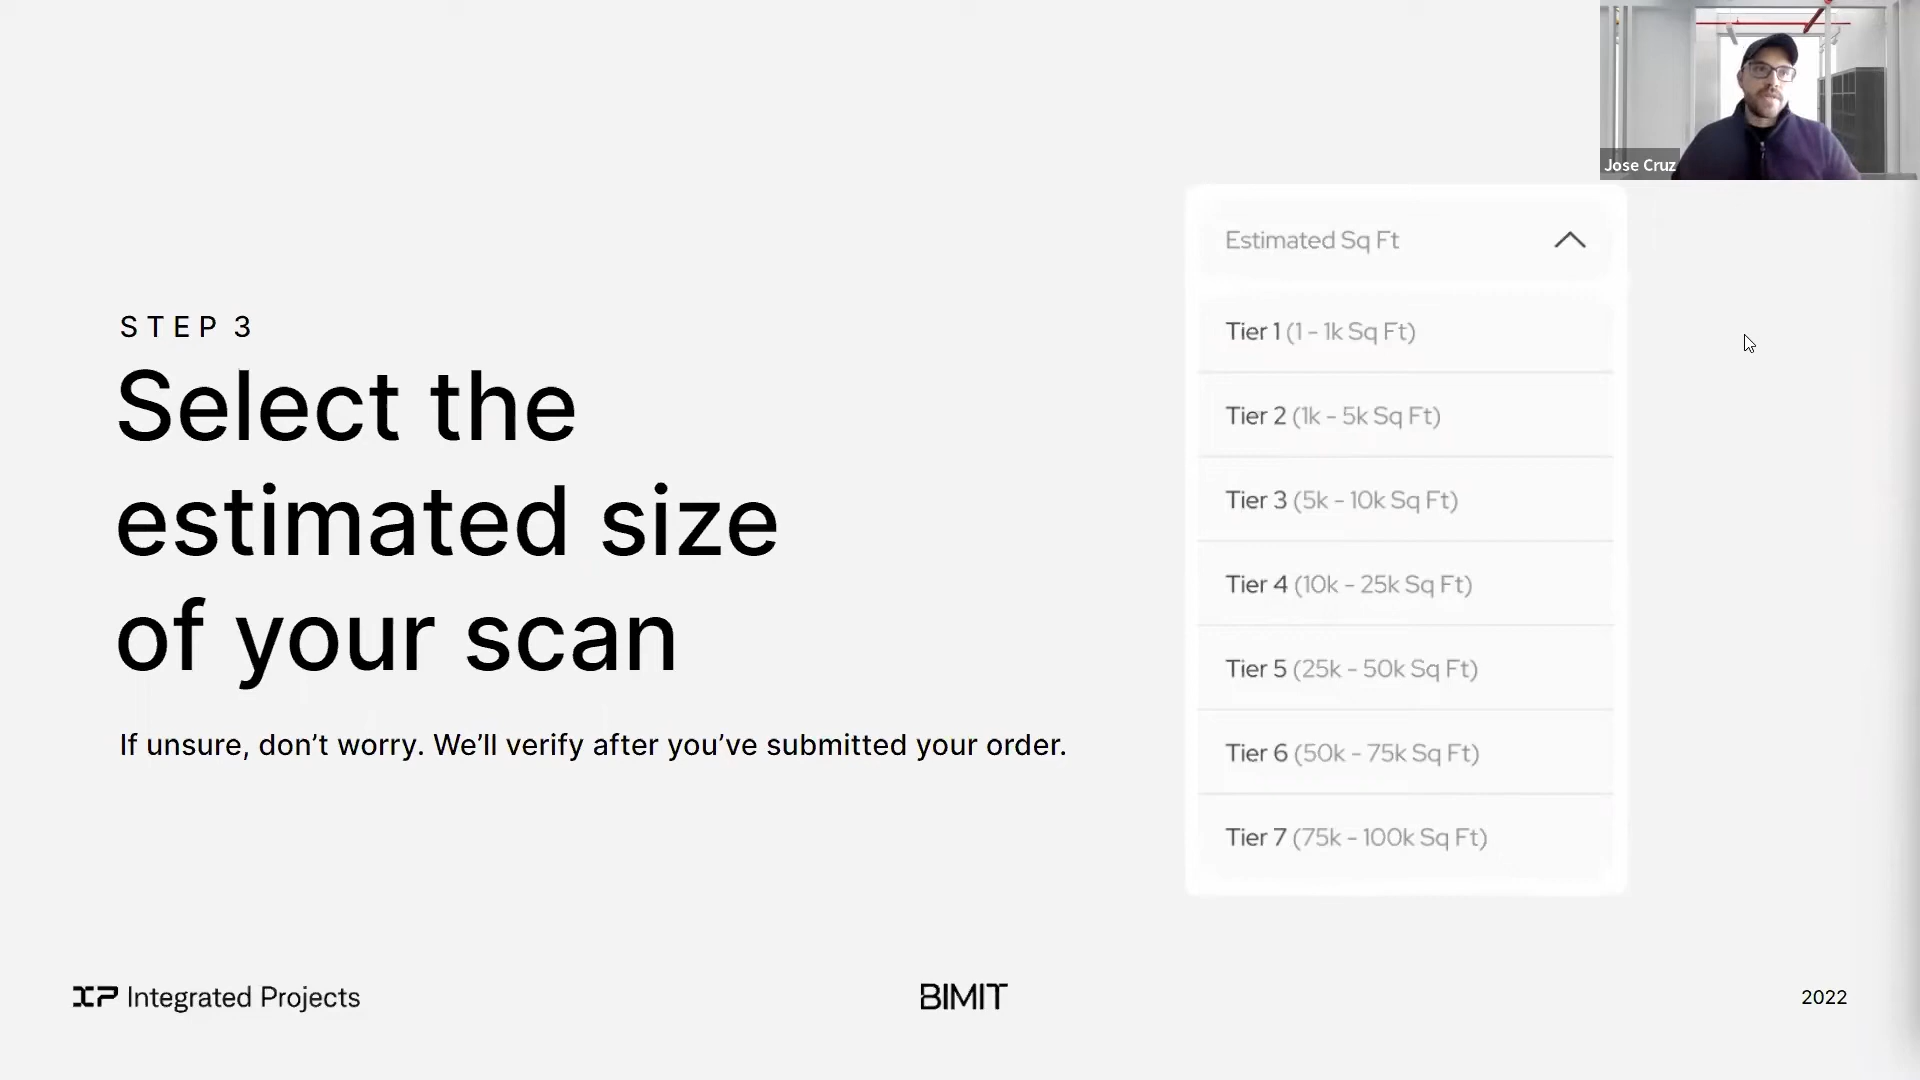 Jose Cruz
STEP 3
Select the
estimated size
of your scan
If unsure, don’t worry. We’ll verify after you’ve submitted your order.
Estimated Sq Ft
Tier 1 (1 - 1k Sq Ft)
Tier 2 (1k - 5k Sq Ft)
Tier 3 (5k - 10k Sq Ft)
Tier 4 (10k - 25k Sq Ft)
Tier 5 (25k - 50k Sq Ft)
Tier 6 (50k - 75k Sq Ft)
Tier 7 (75k - 100k Sq Ft)
IP Integrated Projects
BIMIT
2022